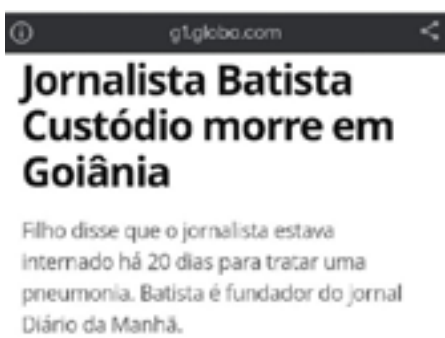 g1.globo.com
Jornalista Batista
Custódio morre em
Goiânia
Filho disse que o jornalista estava
internado há 20 dias para tratar uma
pneumonia. Batista é fundador do jornal
Diário da Manhã.